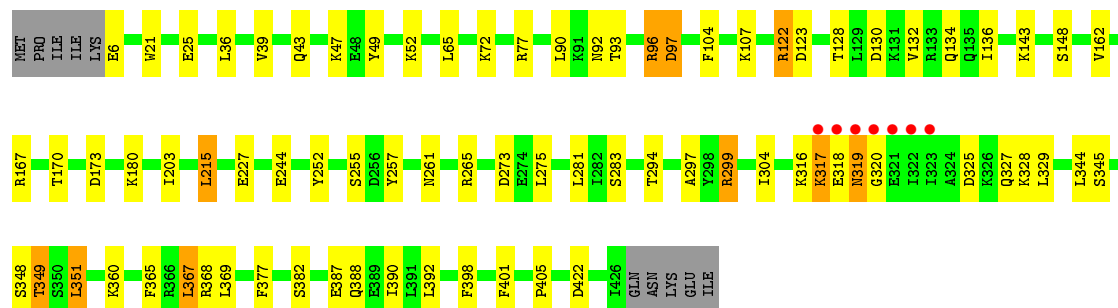 MET PRO ILE ILE LYS E6 W21 E25 L36 V39 Q43 K47 E48 Y49 K52 L65 K72 R77 L90 K91 N92 T93 R96 D97 F104 K107 R122 D123 T128 L129 D130 K131 V132 R133 Q134 Q135 I136 K143 S148 V162
R167 T170 D173 K180 I203 L215 E227 E244 Y252 S255 D256 Y257 N261 R265 D273 E274 L275 L281 I282 S283 T294 A297 Y298 R299 I304 K316 K317 E318 N319 G320 E321 I322 I323 A324 D325 K326 Q327 K328 L329 L344 S345
S348 T349 S350 L351 K360 F365 R366 L367 R368 L369 F377 S382 E387 Q388 E389 I390 L391 L392 F398 F401 P405 D422 I426 GLN ASN LYS GLU ILE